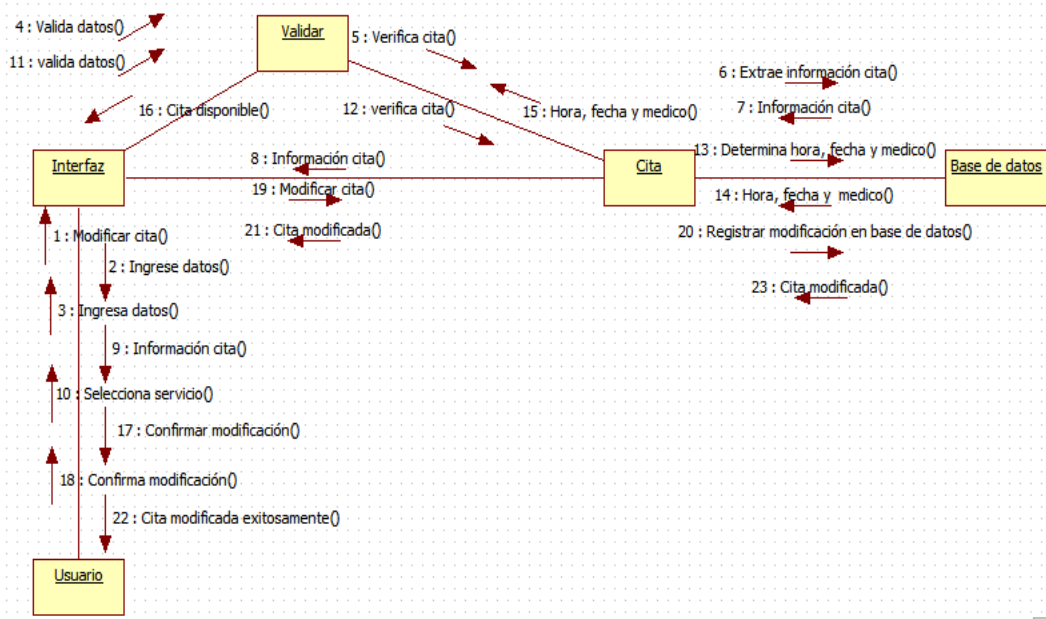 4 : Valida datos()
Validar
5 : Verifica cita()
11 : valida datos()
6 : Extrae información cita()
16 : Cita disponible()
12 : verifica cita()
15 : Hora, fecha y medico()
7 : Información cita()
Interfaz
8 : Información cita()
Cita
13 : Determina hora, fecha y medico()
Base de datos
19 : Modificar cita()
14 : Hora, fecha y medico()
1 : Modificar cita()
21 : Cita modificada()
20 : Registrar modificación en base de datos()
2 : Ingrese datos()
23 : Cita modificada()
3 : Ingresa datos()
9 : Información cita()
10 : Selecciona servicio()
17 : Confirmar modificación()
18 : Confirma modificación()
22 : Cita modificada exitosamente()
Usuario